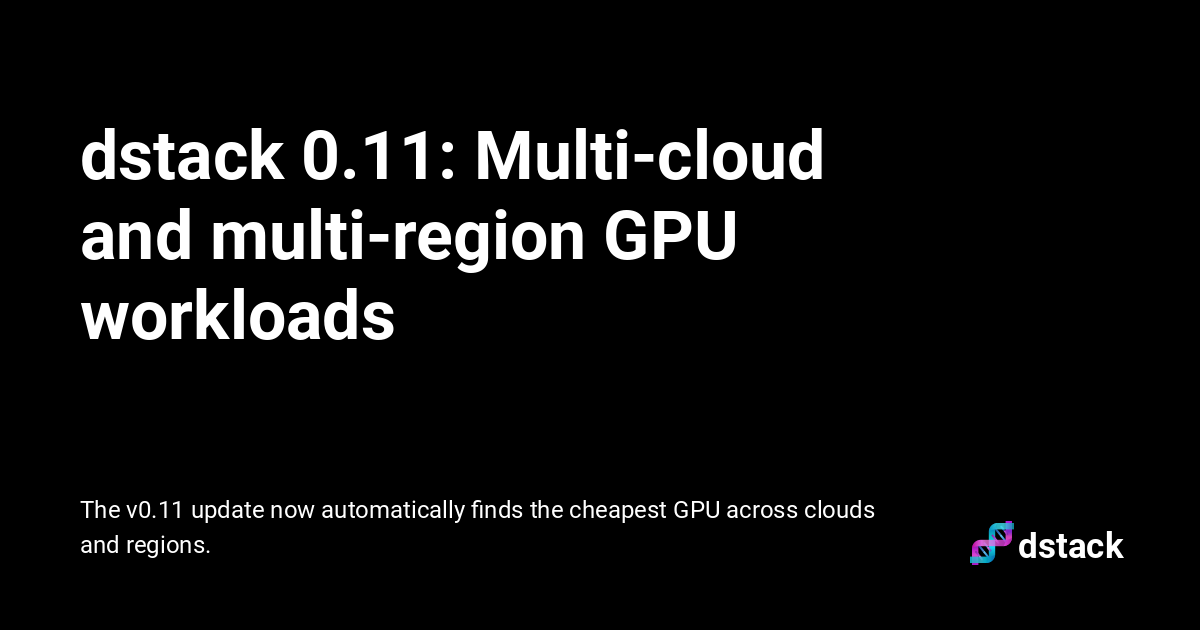 dstack 0.11: Multi-cloud
and multi-region GPU
workloads
The v0.11 update now automatically finds the cheapest GPU across clouds
and regions.
dstack